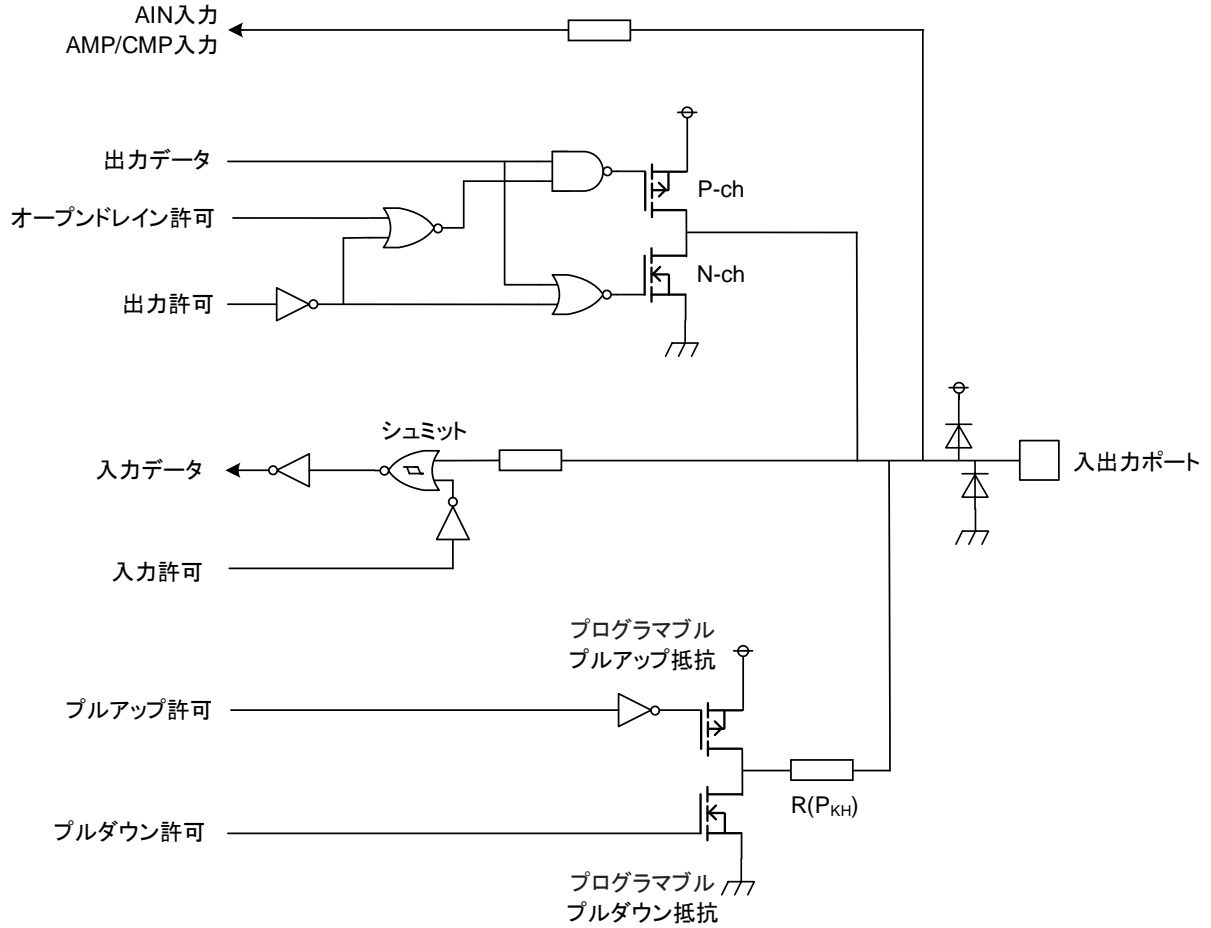 AIN入力
AMP/CMP入力
出力データ
P-ch
オープンドレイン許可
N-ch
出力許可
シュミット
入力データ
入出力ポート
入力許可
プログラマブル
プルアップ抵抗
プルアップ許可
R(PKH)
プルダウン許可
プログラマブル
プルダウン抵抗